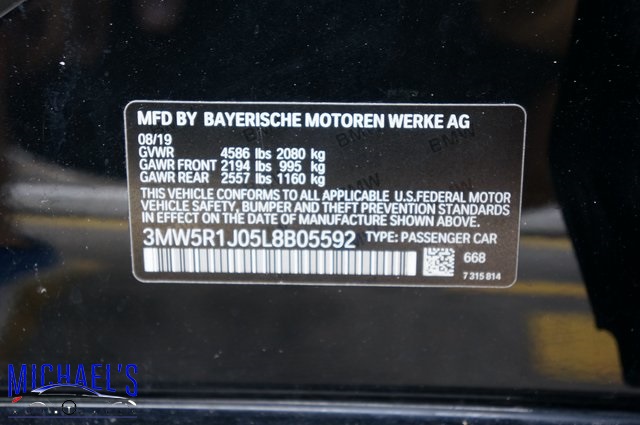 MFD BY BAYERISCHE MOTOREN WERKE AG
08/19
GVWR 4586 lbs 2080 kg
GAWR FRONT 2194 lbs 995 kg
GAWR REAR 2557 lbs 1160 kg
THIS VEHICLE CONFORMS TO ALL APPLICABLE U.S.FEDERAL MOTOR
VEHICLE SAFETY, BUMPER AND THEFT PREVENTION STANDARDS
IN EFFECT ON THE DATE OF MANUFACTURE SHOWN ABOVE.
3MW5R1J05L8B05592 TYPE: PASSENGER CAR
668
7 315 814
MICHAEL'S